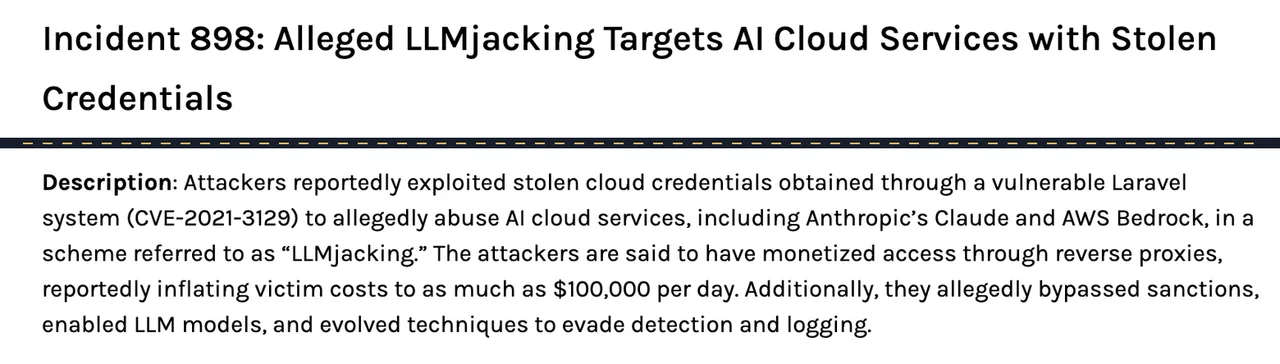 Incident 898: Alleged LLMjacking Targets AI Cloud Services with Stolen
Credentials
Description: Attackers reportedly exploited stolen cloud credentials obtained through a vulnerable Laravel
system (CVE-2021-3129) to allegedly abuse AI cloud services, including Anthropic’s Claude and AWS Bedrock, in a
scheme referred to as “LLMjacking.” The attackers are said to have monetized access through reverse proxies,
reportedly inflating victim costs to as much as $100,000 per day. Additionally, they allegedly bypassed sanctions,
enabled LLM models, and evolved techniques to evade detection and logging.